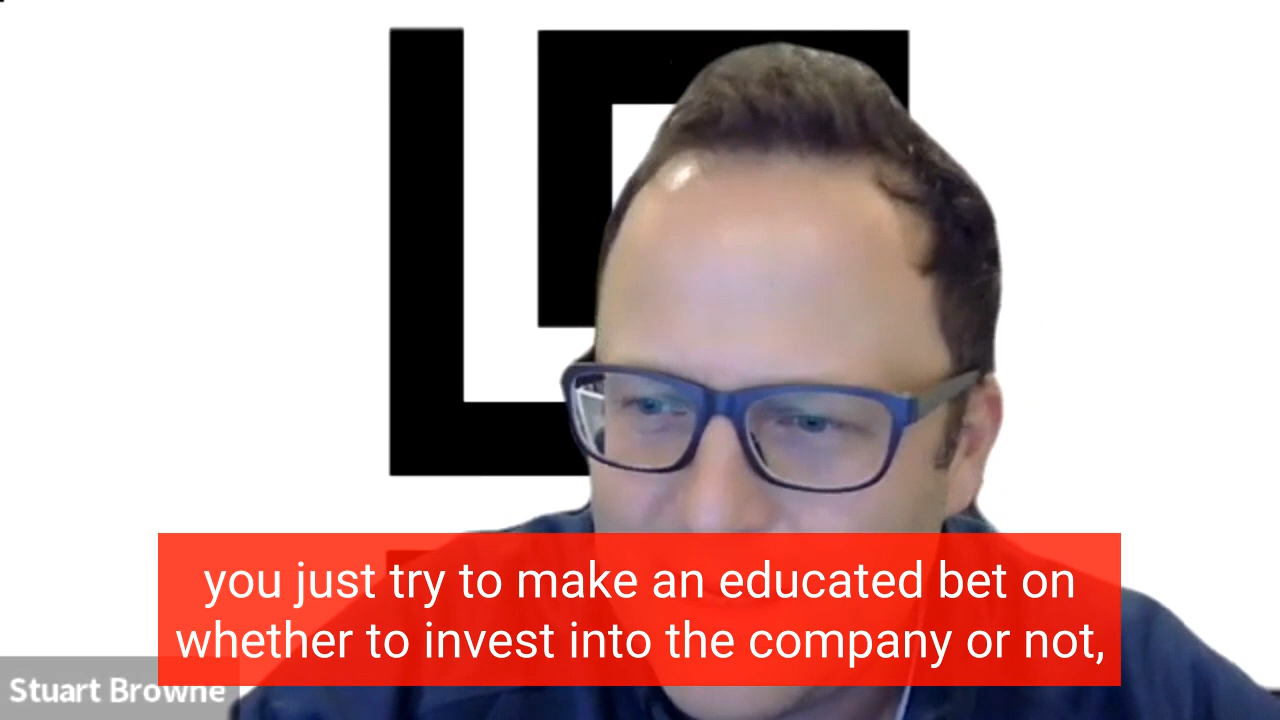 you just try to make an educated bet on
whether to invest into the company or not,
Stuart Browne